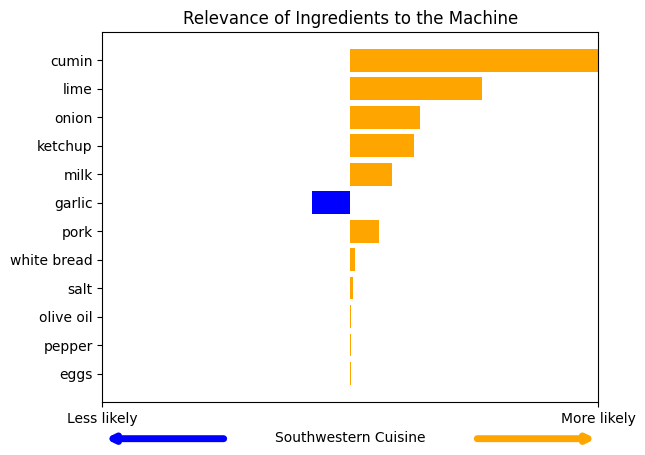 Relevance of Ingredients to the Machine
cumin
lime
onion
ketchup
milk
garlic
pork
white bread
salt
olive oil
pepper
eggs
Less likely
More likely
Southwestern Cuisine